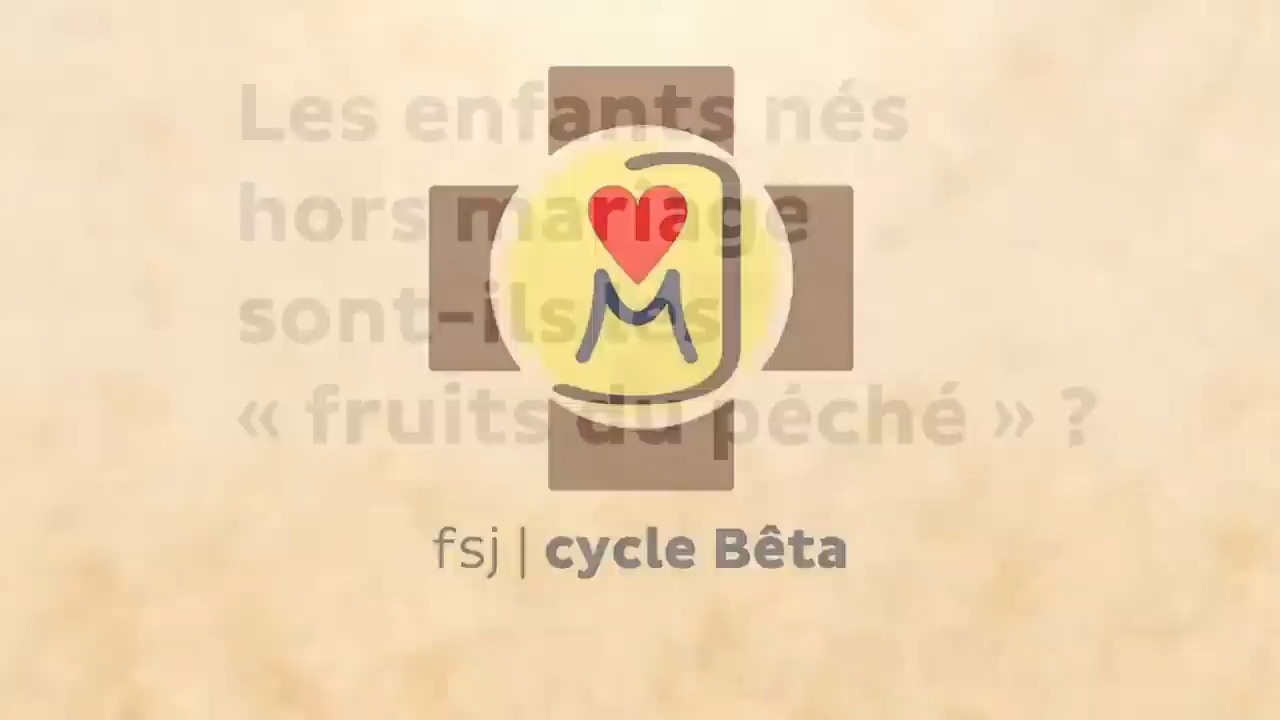 Les enfants nés
hors mariage
sont-ils les
« fruits du péché » ?
fsj | cycle Bêta